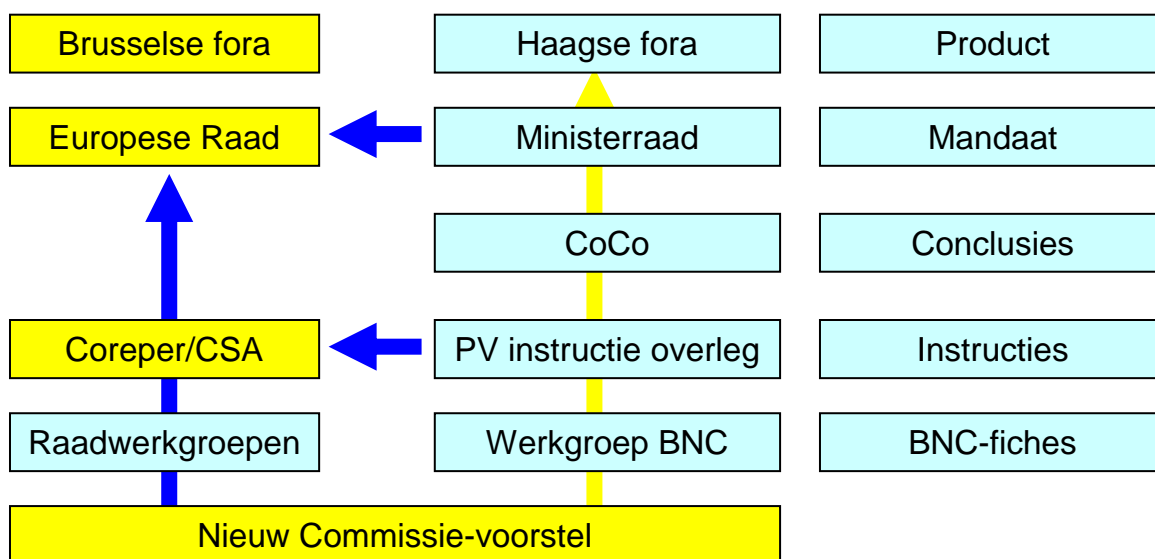 Brusselse fora
Haagse fora
Product
Europese Raad
Ministerraad
Mandaat
CoCo
Conclusies
Coreper/CSA
PV instructie overleg
Instructies
Raadwerkgroepen
Werkgroep BNC
BNC-fiches
Nieuw Commissie-voorstel